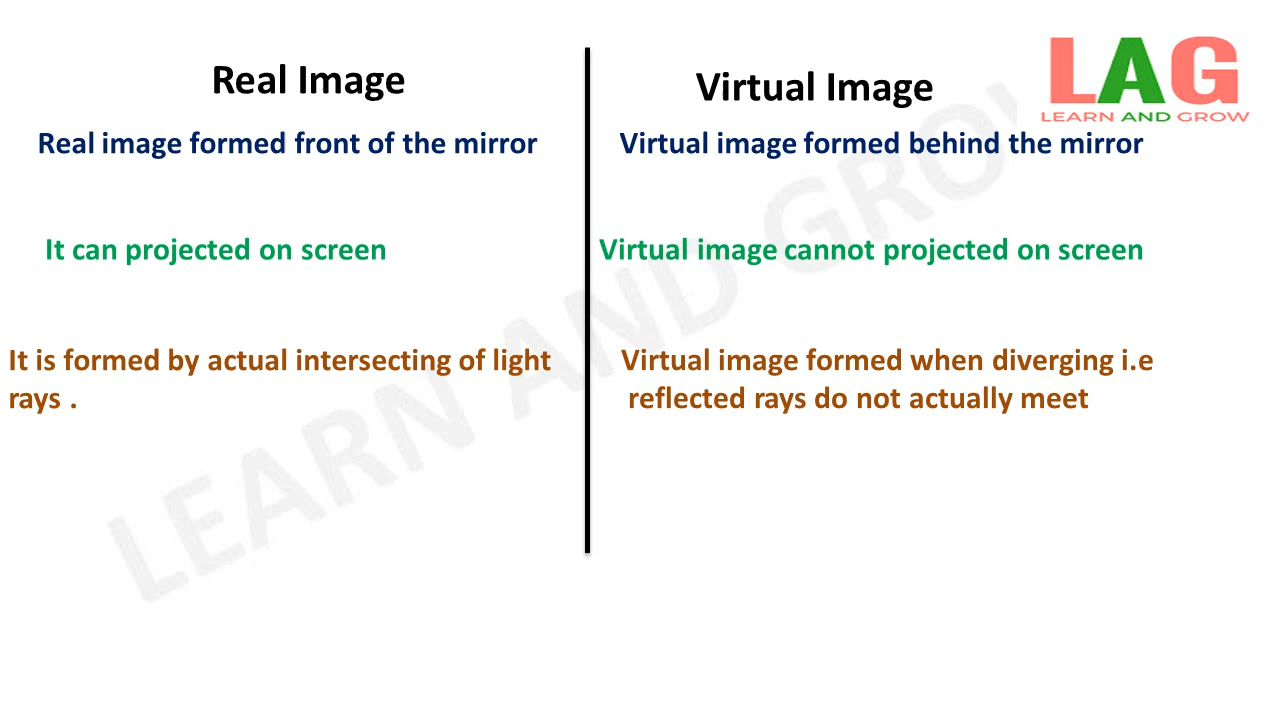 LAG
LEARN AND GROW
Real Image
Real image formed front of the mirror
It can projected on screen
It is formed by actual intersecting of light
rays .
Virtual Image
Virtual image formed behind the mirror
Virtual image cannot projected on screen
Virtual image formed when diverging i.e
reflected rays do not actually meet
LEARN AND GROW